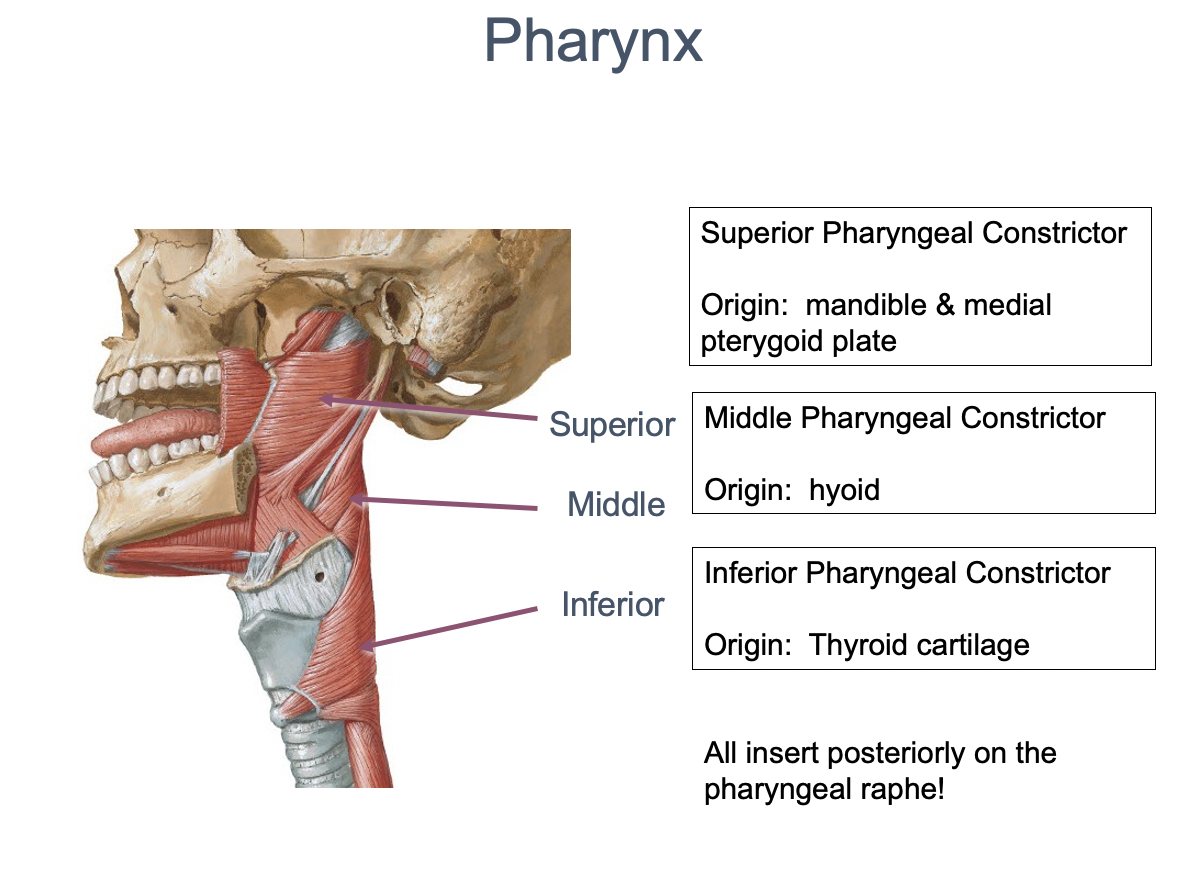 Pharynx
Superior Pharyngeal Constrictor
Origin: mandible & medial
pterygoid plate
Superior
Middle Pharyngeal Constrictor
Origin: hyoid
Middle
Inferior Pharyngeal Constrictor
Origin: Thyroid cartilage
Inferior
All insert posteriorly on the
pharyngeal raphe!